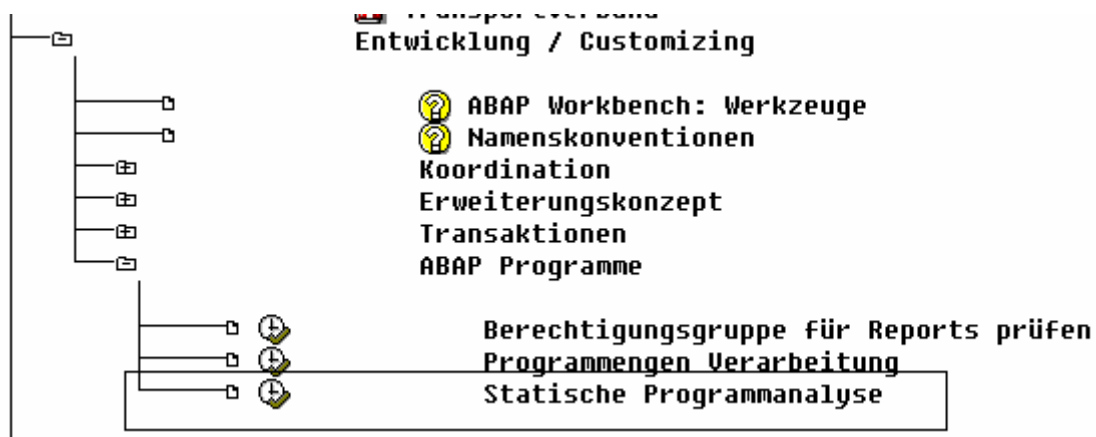 Transportverbund
Entwicklung / Customizing
ABAP Workbench: Werkzeuge
Namenskonventionen
Koordination
Erweiterungskonzept
Transaktionen
ABAP Programme
Berechtigungsgruppe für Reports prüfen
Programmengen Verarbeitung
Statische Programmanalyse